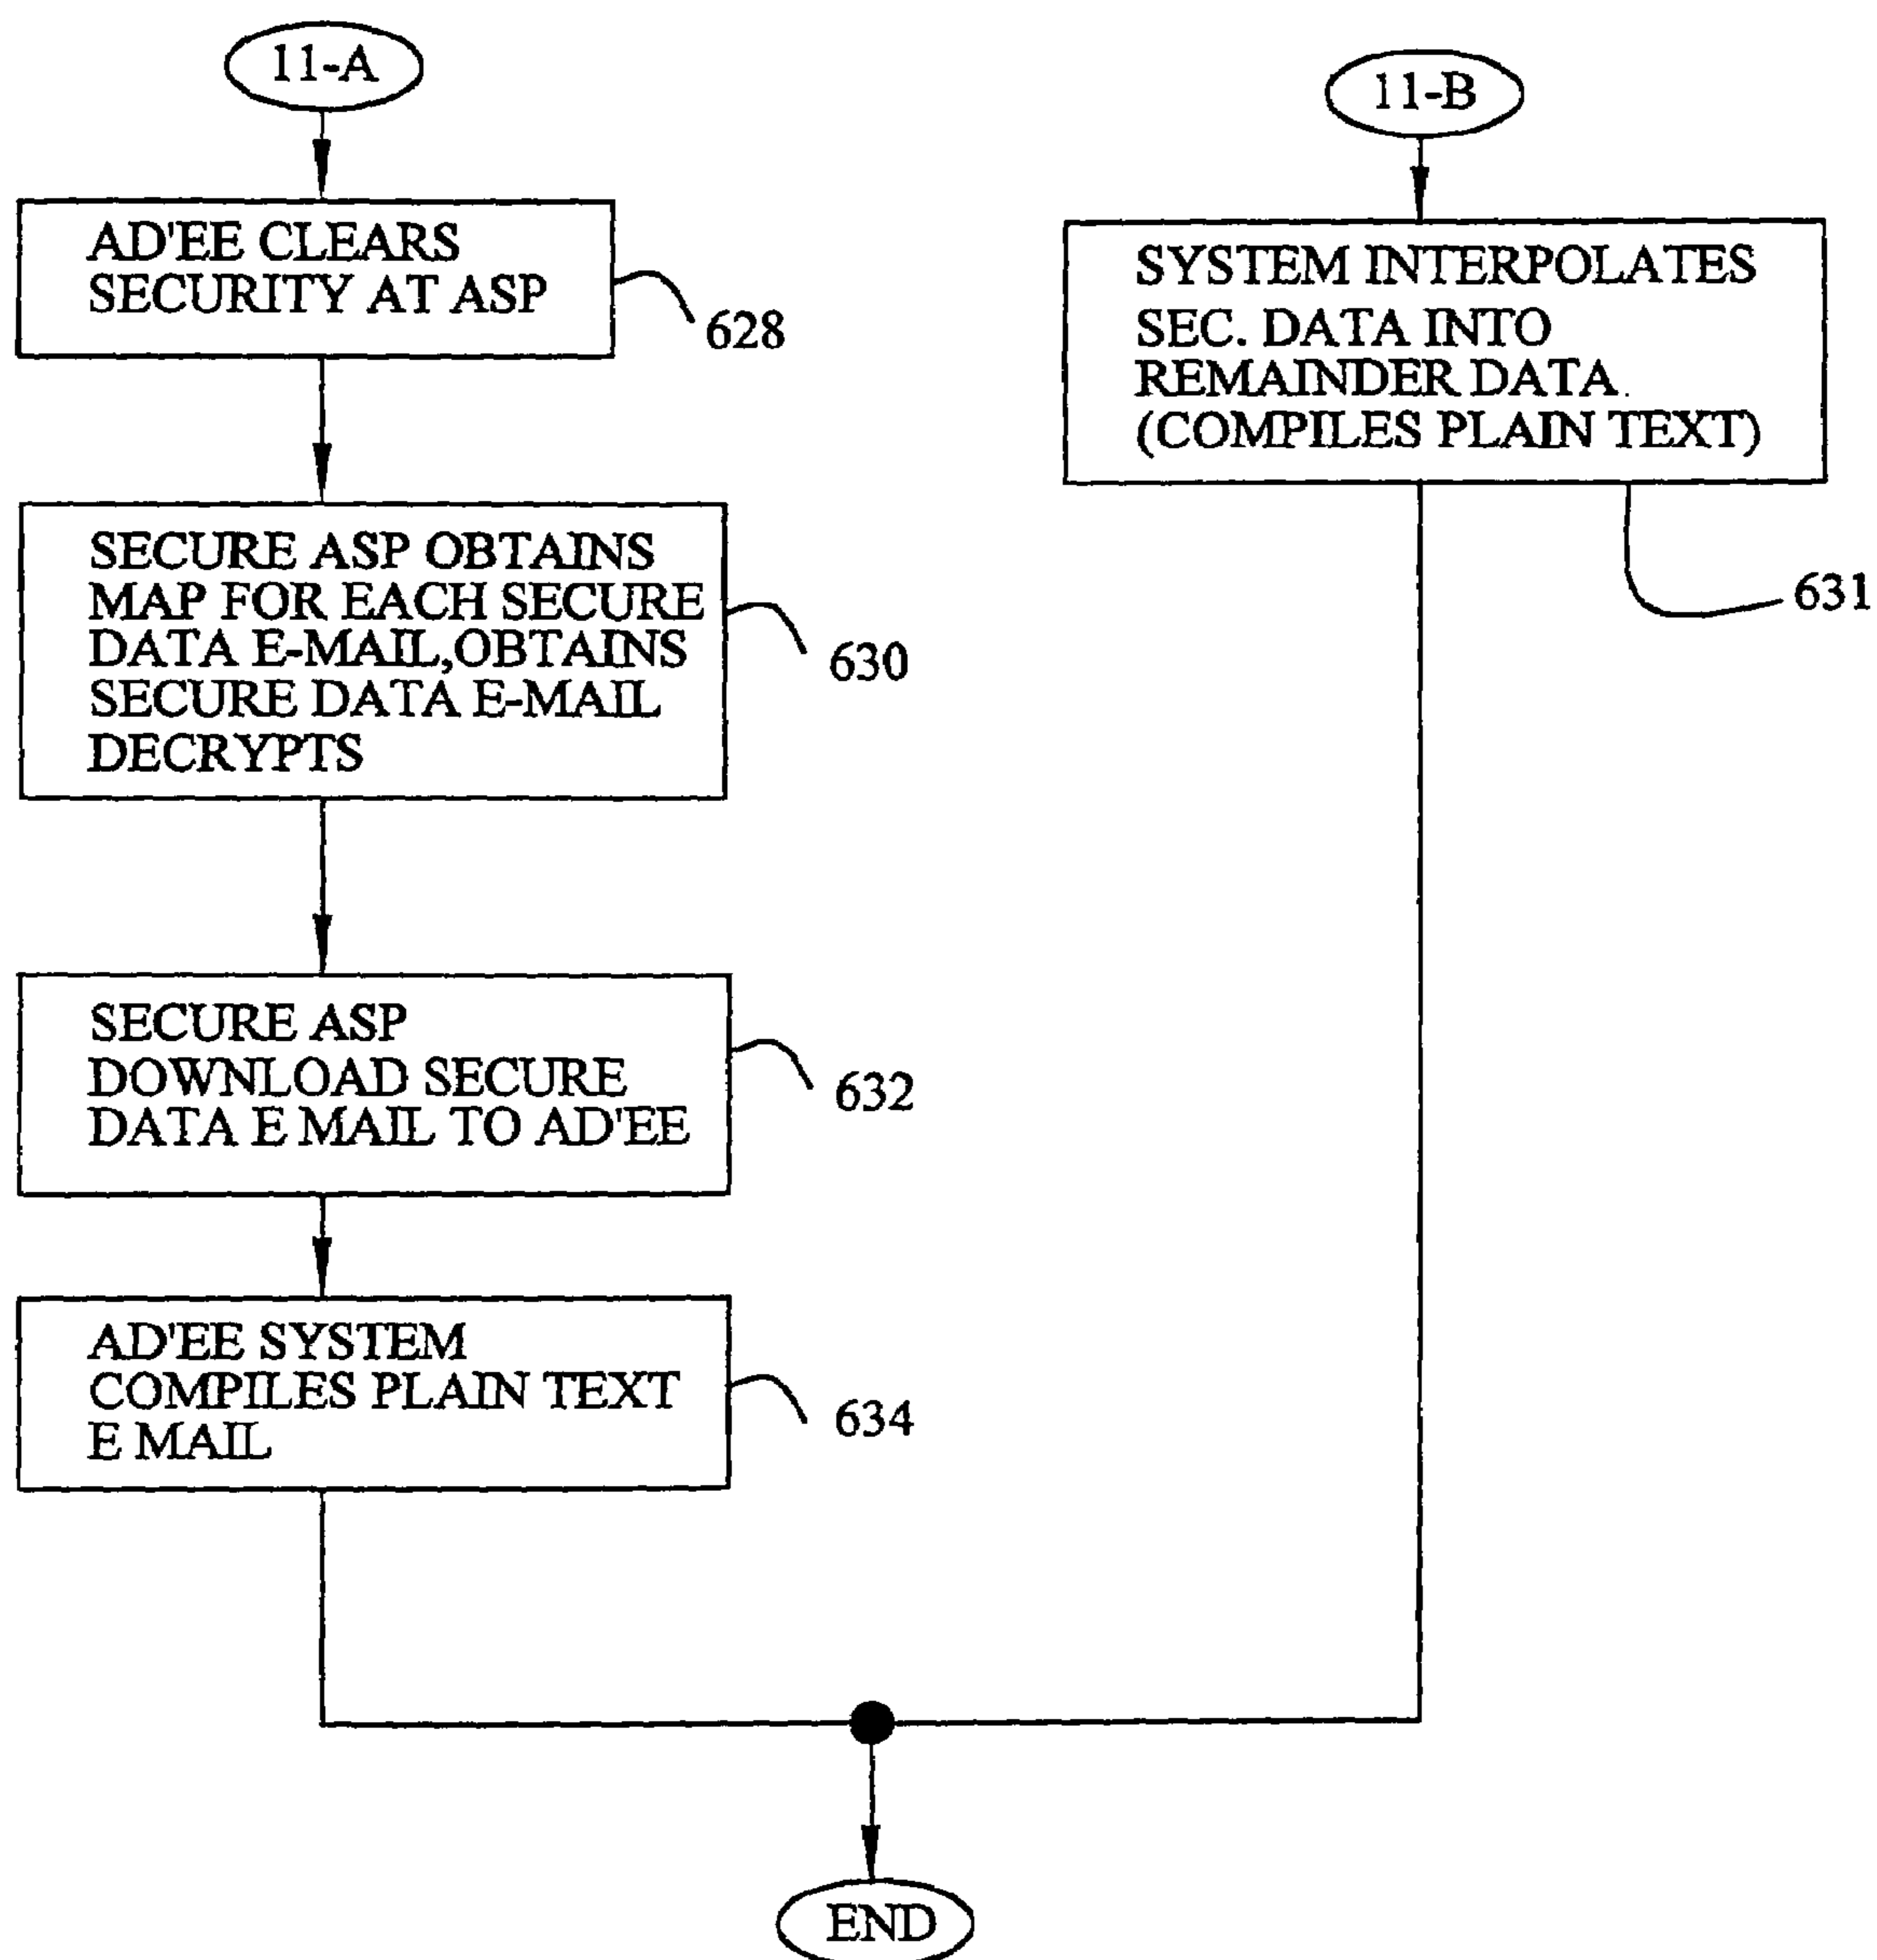 11-A
AD'EE CLEARS
SECURITY AT ASP
628
SECURE ASP OBTAINS
MAP FOR EACH SECURE
DATA E-MAIL,OBTAINS
SECURE DATA E-MAIL
DECRYPTS
630
SECURE ASP
DOWNLOAD SECURE
DATA E MAIL TO AD'EE
632
AD'EE SYSTEM
COMPILES PLAIN TEXT
E MAIL
634
11-B
SYSTEM INTERPOLATES
SEC. DATA INTO
REMAINDER DATA.
(COMPILES PLAIN TEXT)
631
END